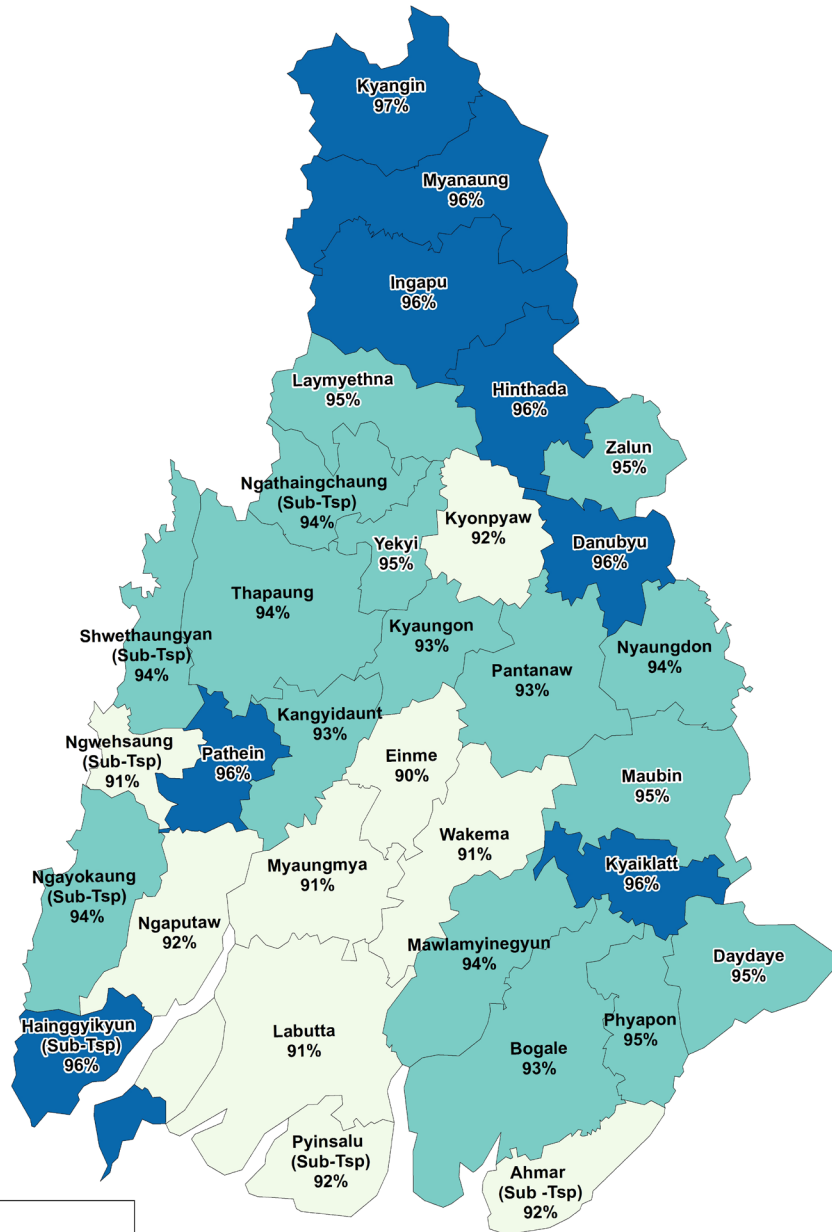 Kyangin
97%
Myanaung
96%
Ingapu
96%
Laymyethna
95%
Hinthada
96%
Zalun
95%
Ngathaingchaung
(Sub-Tsp)
94%
Kyonpyaw
92%
Yekyi
95%
Danubyu
96%
Thapaung
94%
Kyaungon
93%
Shwethaungyan
(Sub-Tsp)
94%
Nyaungdon
94%
Pantanaw
93%
Kangyidaunt
93%
Ngwehsaung
(Sub-Tsp)
91%
Pathein
96%
Einme
90%
Maubin
95%
Wakema
91%
Myaungmya
91%
Kyaiklatt
96%
Ngayokaung
(Sub-Tsp)
94%
Ngaputaw
92%
Mawlamyinegyun
94%
Daydaye
95%
Hainggyikyun
(Sub-Tsp)
96%
Labutta
91%
Phyapon
95%
Bogale
93%
Pyinsalu
(Sub-Tsp)
92%
Ahmar
(Sub -Tsp)
92%